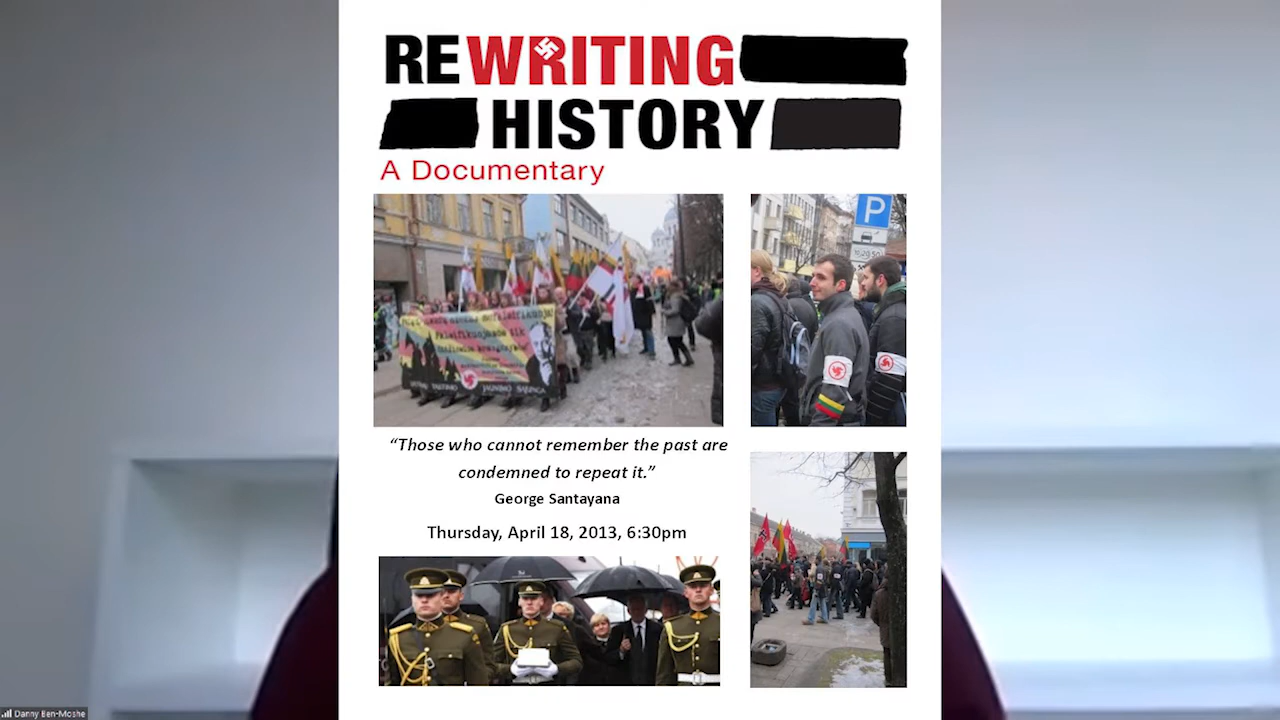 REWRITING
HISTORY
A Documentary
P
“Those who cannot remember the past are
condemned to repeat it.”
George Santayana
Thursday, April 18, 2013, 6:30pm
Danny Ben-Moshe